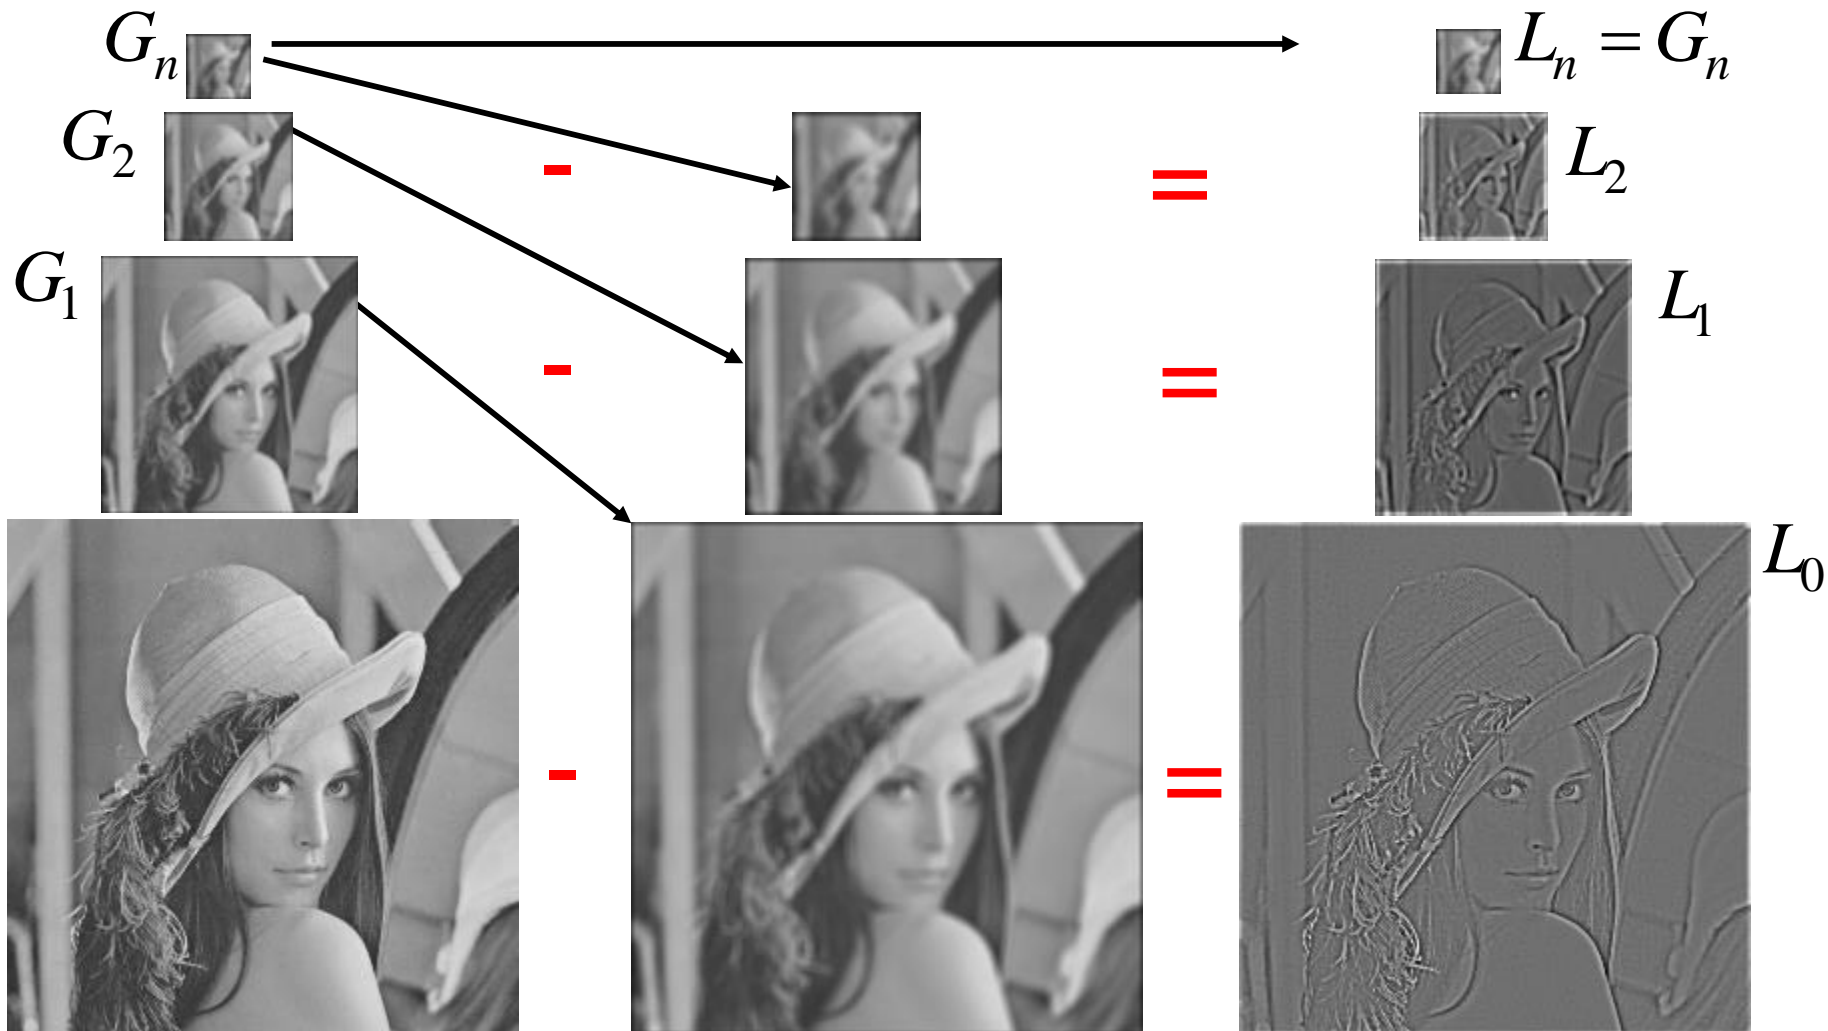 Gn Ln = Gn
G2 - = L2
G1 - = L1
- = L0